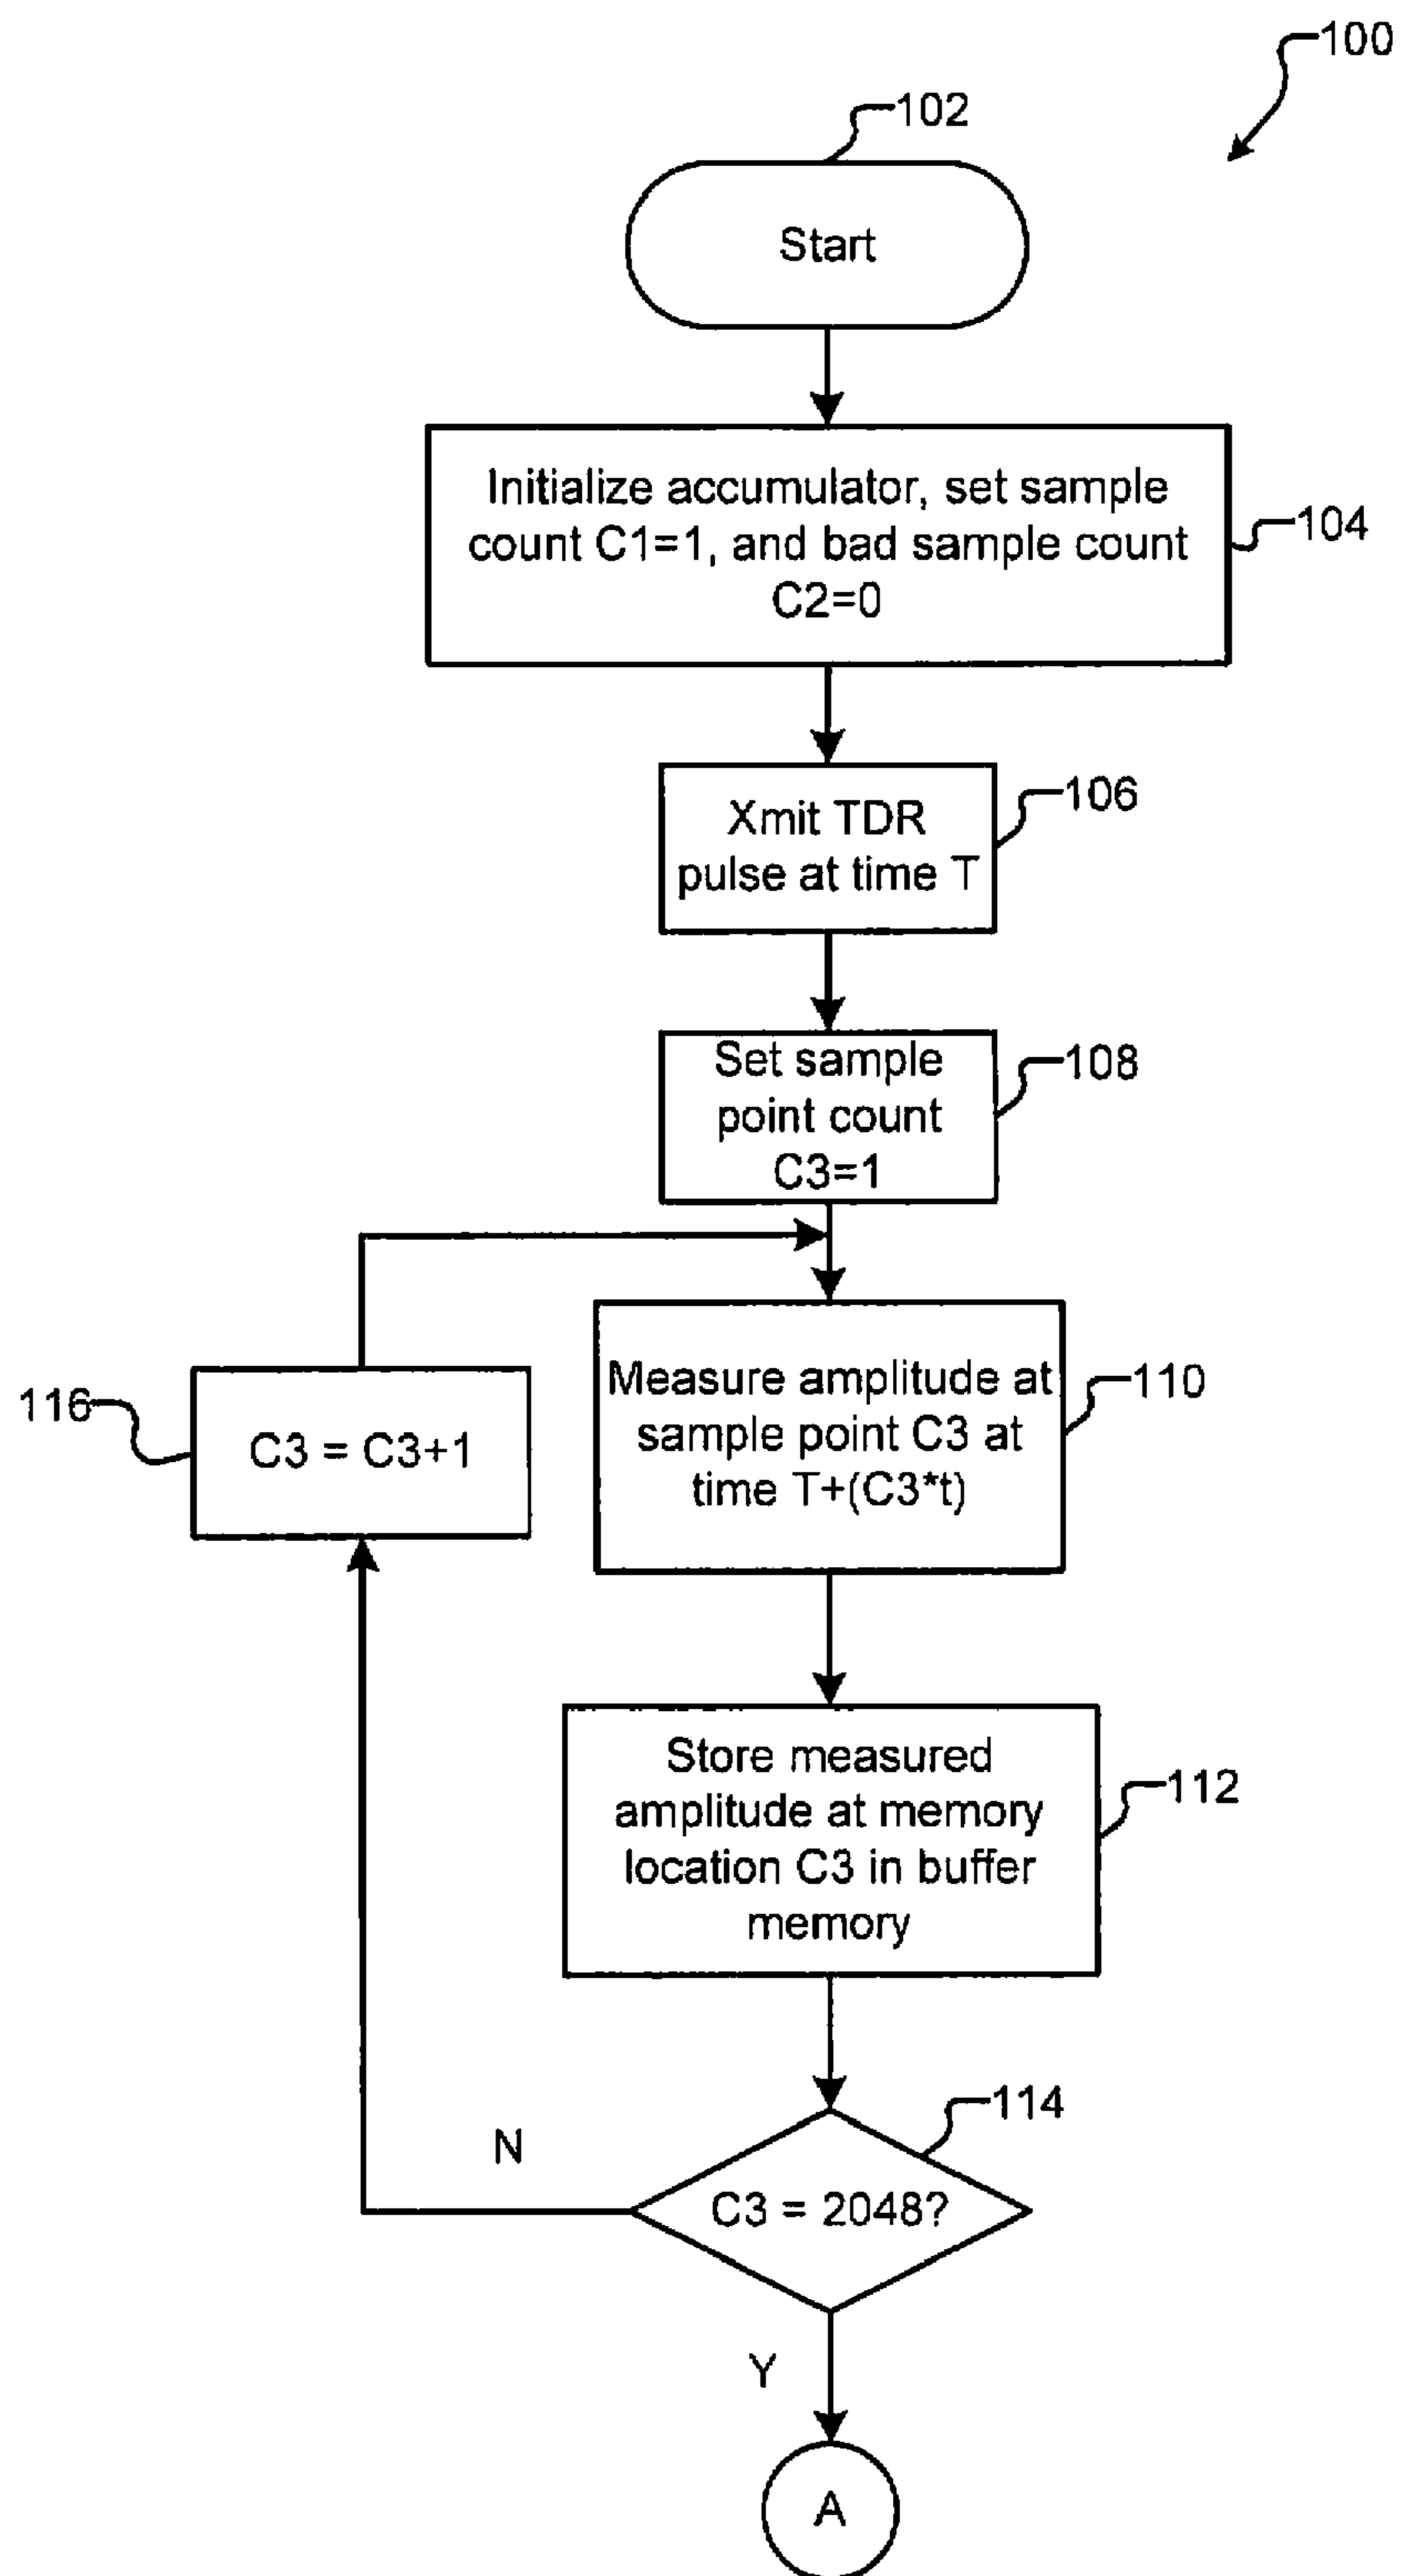 100
102
Start
Initialize accumulator, set sample
count C1=1, and bad sample count
C2=0
104
Xmit TDR
pulse at time T
106
Set sample
point count
C3=1
108
Measure amplitude at
sample point C3 at
time T+(C3*t)
110
116
C3 = C3+1
Store measured
amplitude at memory
location C3 in buffer
memory
112
114
N
C3 = 2048?
Y
A